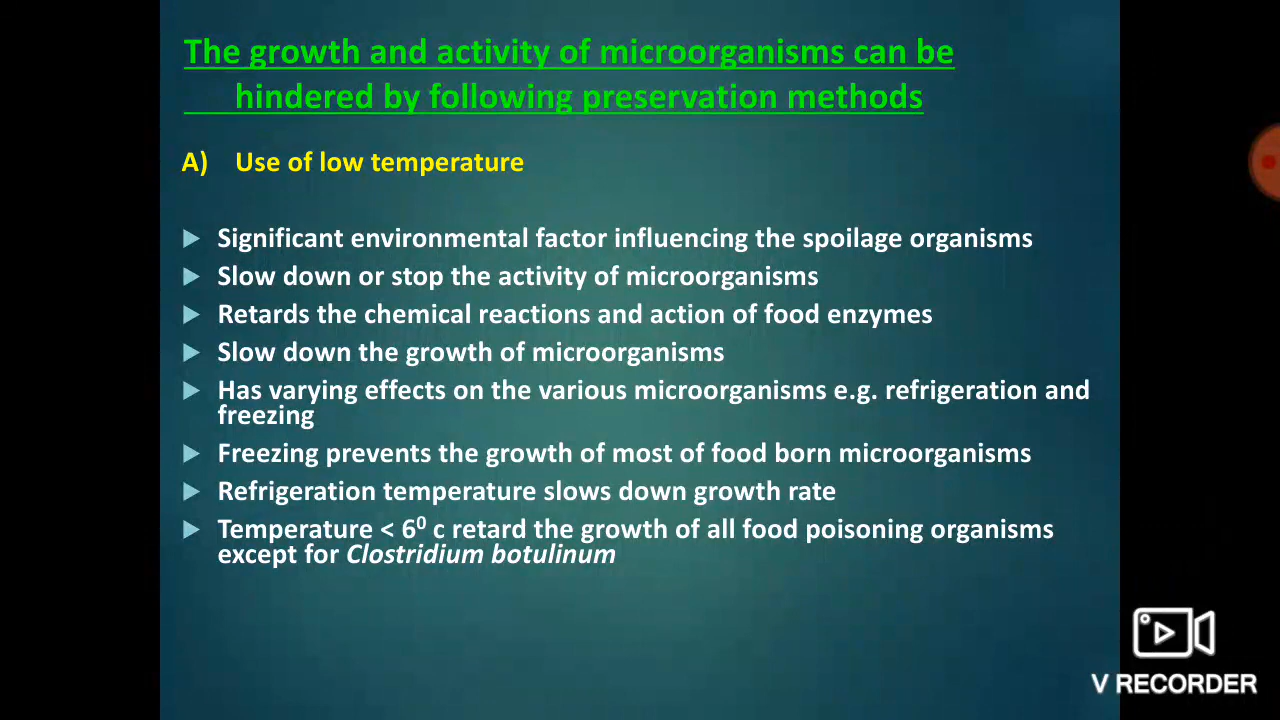 The growth and activity of microorganisms can be
hindered by following preservation methods
A) Use of low temperature
Significant environmental factor influencing the spoilage organisms
Slow down or stop the activity of microorganisms
Retards the chemical reactions and action of food enzymes
Slow down the growth of microorganisms
Has varying effects on the various microorganisms e.g. refrigeration and
freezing
Freezing prevents the growth of most of food born microorganisms
Refrigeration temperature slows down growth rate
Temperature < 6⁰ c retard the growth of all food poisoning organisms
except for Clostridium botulinum
V RECORDER